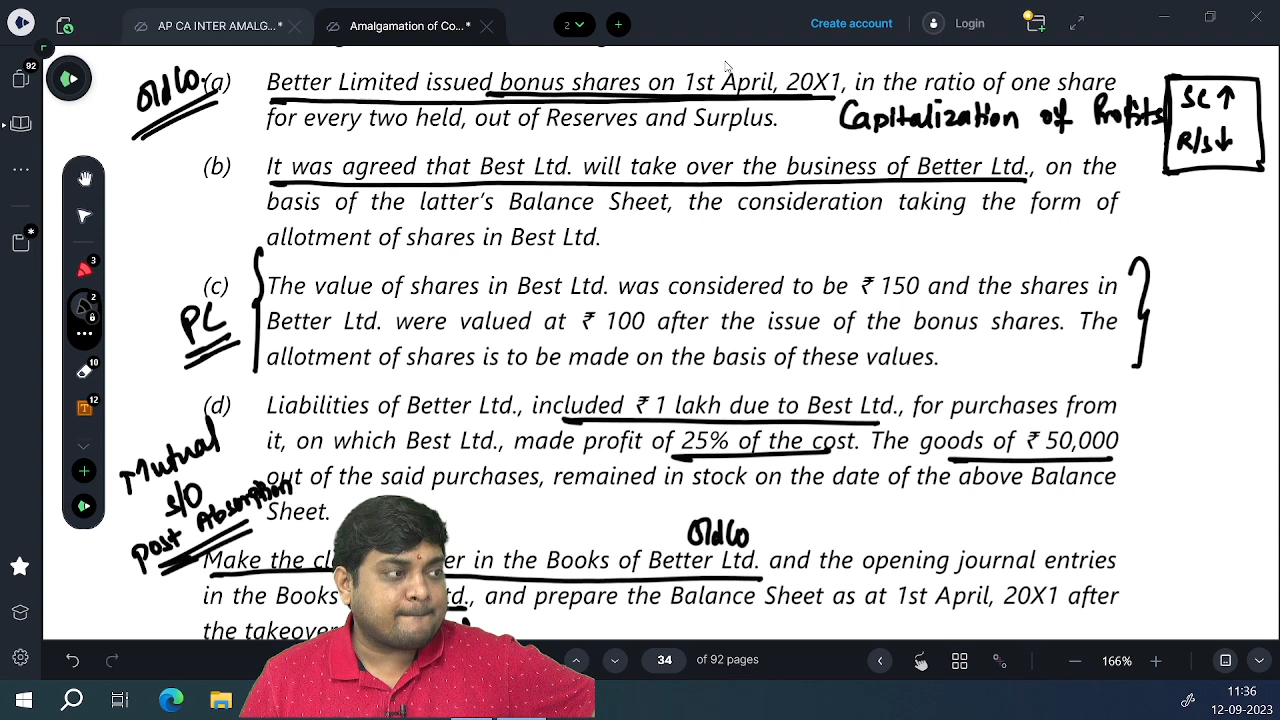 AP CA INTER AMALG... *
Amalgamation of Co... *
2
Create account
Login
92
Old Co.
(a) Better Limited issued bonus shares on 1st April, 20X1, in the ratio of one share
for every two held, out of Reserves and Surplus.
Capitalization of Profits
SC ↑
R/S ↓
(b) It was agreed that Best Ltd. will take over the business of Better Ltd., on the
basis of the latter's Balance Sheet, the consideration taking the form of
allotment of shares in Best Ltd.
PC
(c) The value of shares in Best Ltd. was considered to be ₹ 150 and the shares in
Better Ltd. were valued at ₹ 100 after the issue of the bonus shares. The
allotment of shares is to be made on the basis of these values.
3
2
10
12
(d) Liabilities of Better Ltd., included ₹ 1 lakh due to Best Ltd., for purchases from
it, on which Best Ltd., made profit of 25% of the cost. The goods of ₹ 50,000
out of the said purchases, remained in stock on the date of the above Balance
Sheet.
Mutual
S/O
Post Absorption
Old Co
Make the in the Books of Better Ltd. and the opening journal entries
in the Books and prepare the Balance Sheet as at 1st April, 20X1 after
the takeover
34 of 92 pages
166%
11:36
12-09-2023